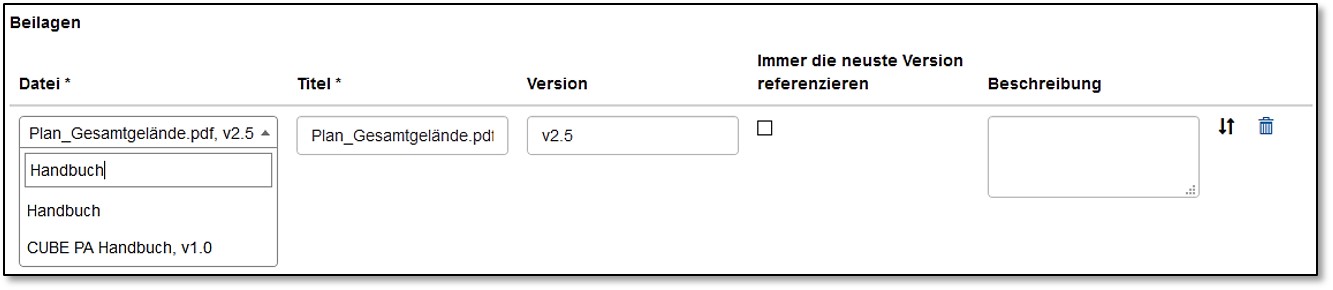 Beilagen
Datei * Titel * Version Immer die neuste Version referenzieren Beschreibung
Plan_Gesamtgelände.pdf, v2.5 Plan_Gesamtgelände.pdf v2.5
Handbuch
Handbuch
CUBE PA Handbuch, v1.0